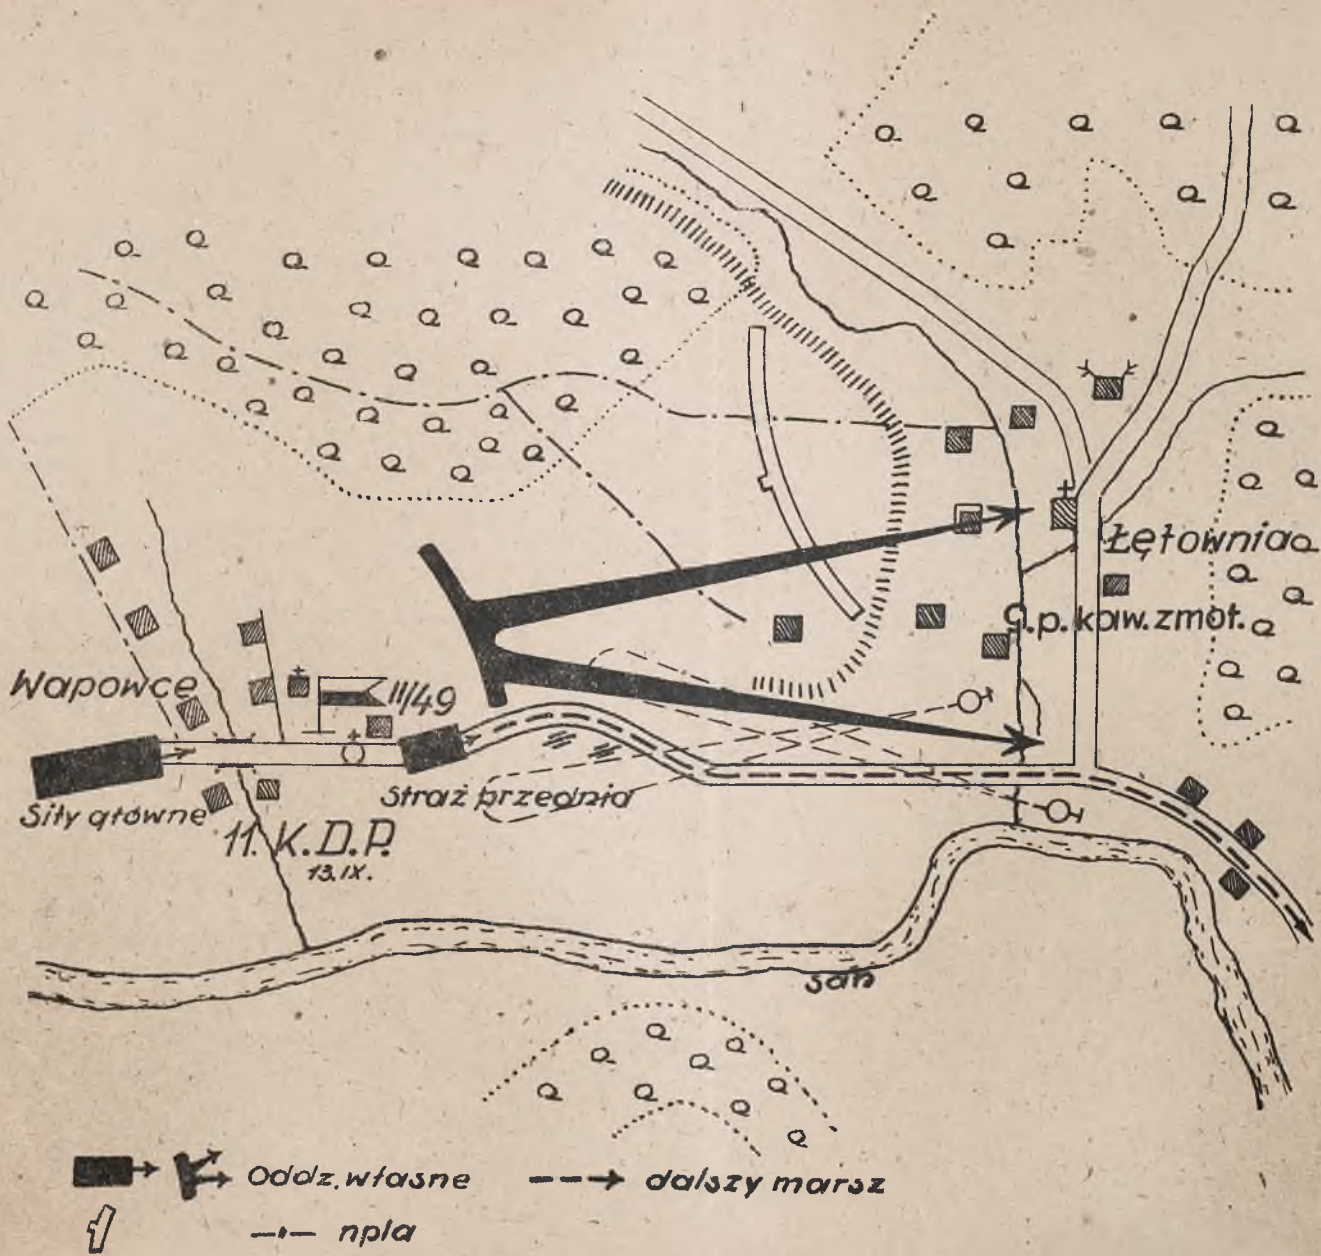 Łętownia
9.p.kaw.zmot.
Wapowce
II/49
Siły główne
Straż przednia
11. K.D.P.
13.IX.
San
Oddz. własne
dalszy marsz
npla